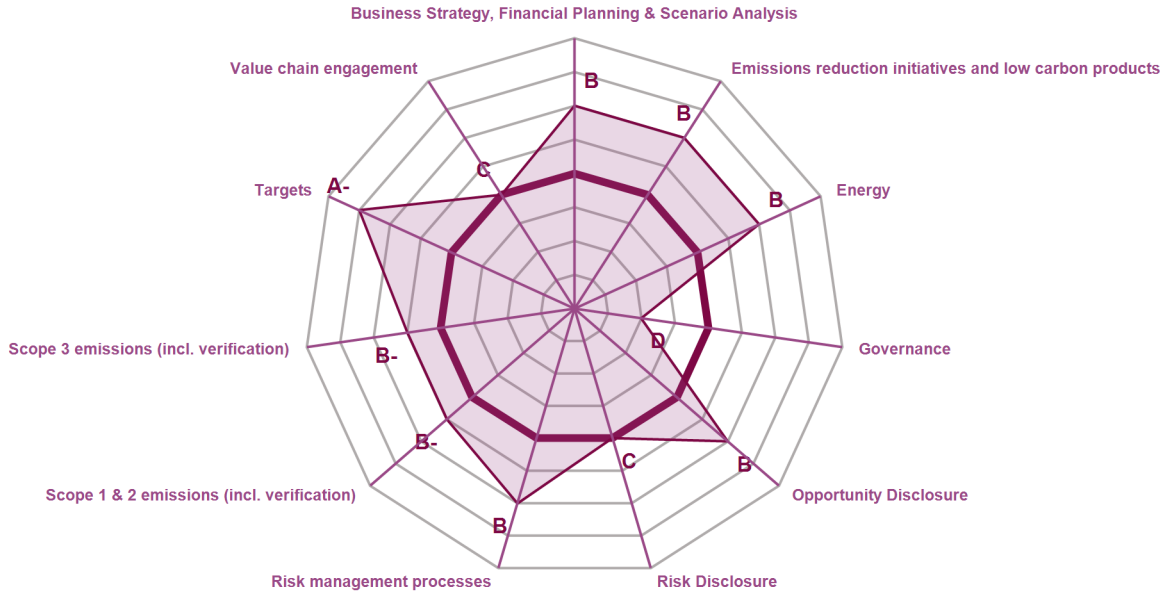 Business Strategy, Financial Planning & Scenario Analysis
Value chain engagement
Emissions reduction initiatives and low carbon products
B
B
C
A-
Targets
B
Energy
D
Governance
Scope 3 emissions (incl. verification)
B-
B-
C
B
Scope 1 & 2 emissions (incl. verification)
Opportunity Disclosure
B
Risk management processes
Risk Disclosure